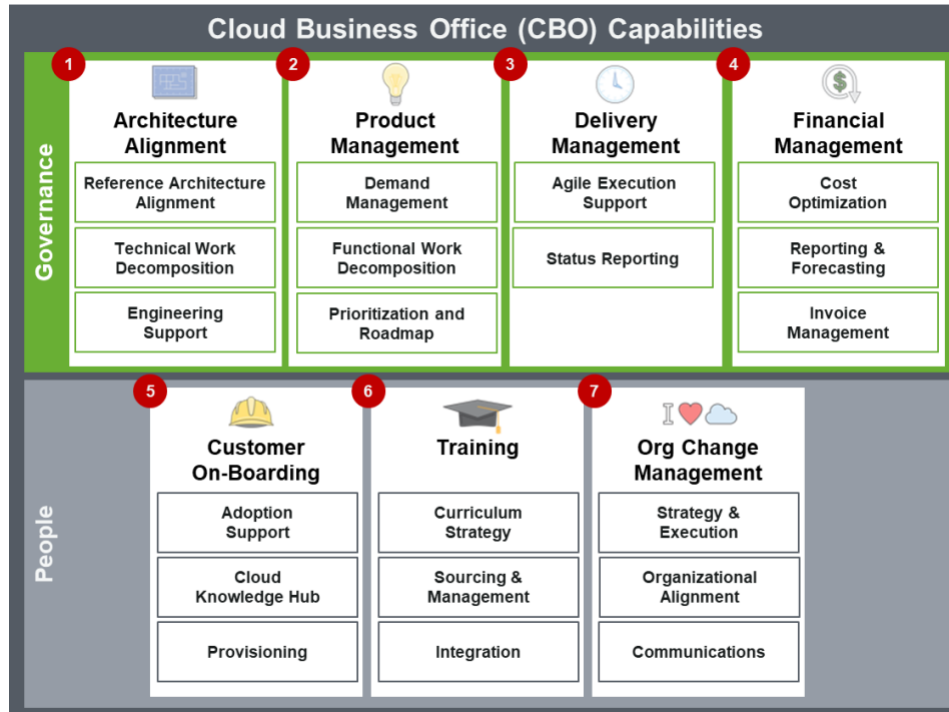 Cloud Business Office (CBO) Capabilities
Governance
1
Architecture
Alignment
Reference Architecture
Alignment
Technical Work
Decomposition
Engineering
Support
2
Product
Management
Demand
Management
Functional Work
Decomposition
Prioritization and
Roadmap
3
Delivery
Management
Agile Execution
Support
Status Reporting
4
$
Financial
Management
Cost
Optimization
Reporting &
Forecasting
Invoice
Management
People
5
Customer
On-Boarding
Adoption
Support
Cloud
Knowledge Hub
Provisioning
6
Training
Curriculum
Strategy
Sourcing &
Management
Integration
7
I
Org Change
Management
Strategy &
Execution
Organizational
Alignment
Communications